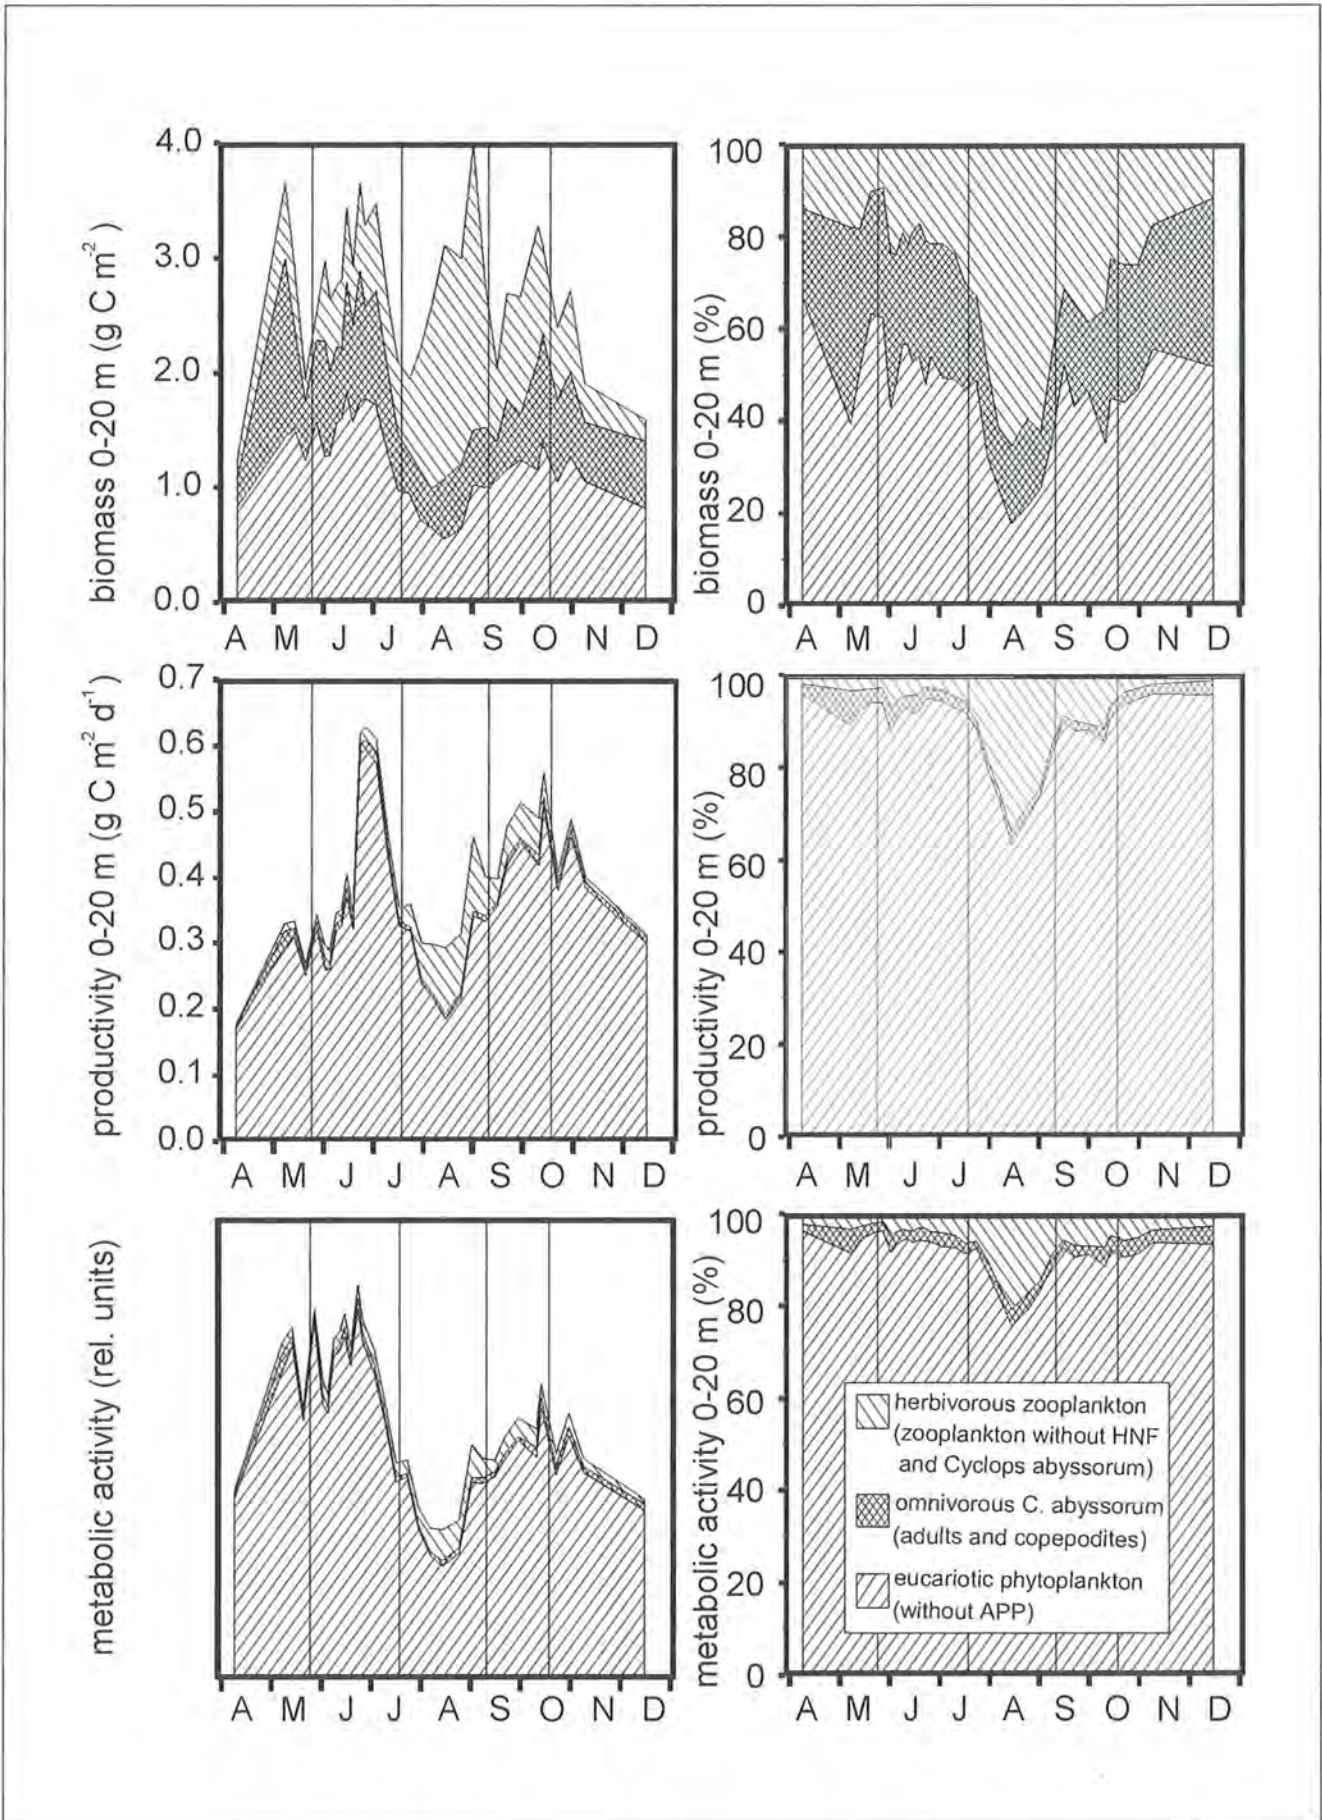 biomass 0-20 m (g C m-2)
4.0
3.0
2.0
1.0
0.0
A M J J A S O N D
biomass 0-20 m (%)
100
80
60
40
20
0
A M J J A S O N D
productivity 0-20 m (g C m-2 d-1)
0.7
0.6
0.5
0.4
0.3
0.2
0.1
0.0
A M J J A S O N D
productivity 0-20 m (%)
100
80
60
40
20
0
A M J J A S O N D
metabolic activity (rel. units)
A M J J A S O N D
metabolic activity 0-20 m (%)
100
80
60
40
20
0
A M J J A S O N D
herbivorous zooplankton
(zooplankton without HNF
and Cyclops abyssorum)
omnivorous C. abyssorum
(adults and copepodites)
eucariotic phytoplankton
(without APP)